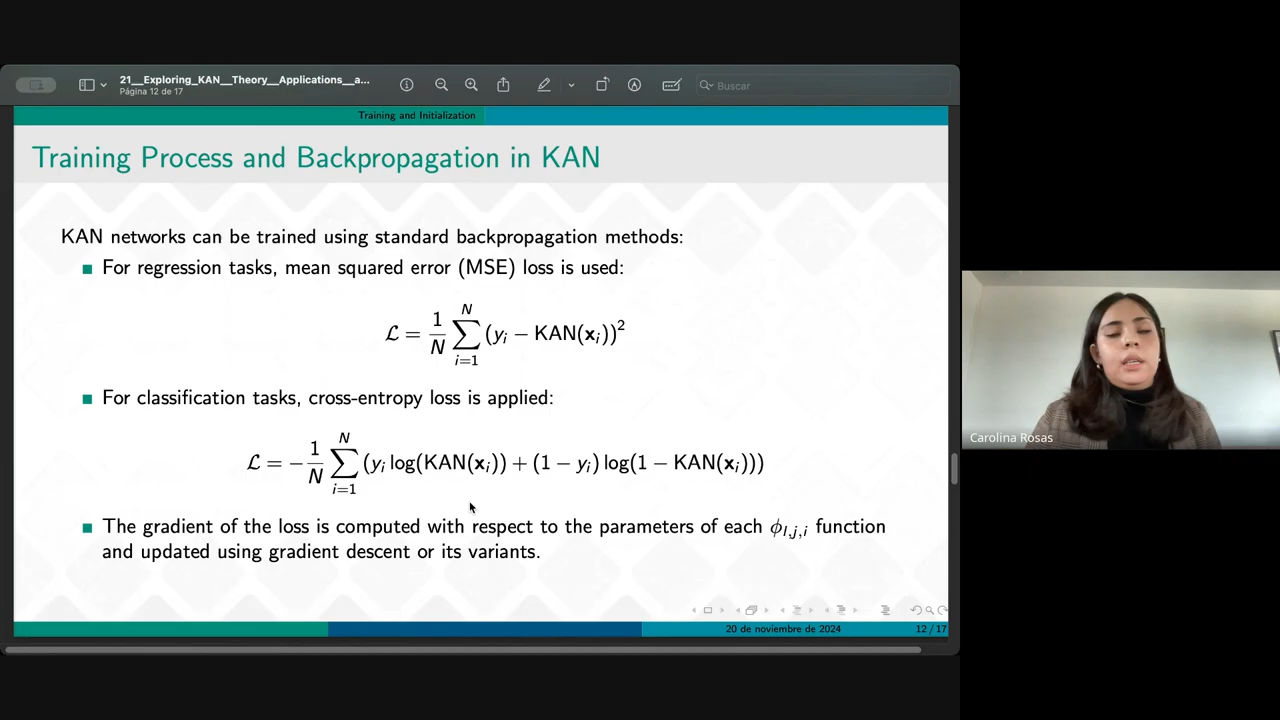 21__Exploring_KAN__Theory__Applications__a...
Página 12 de 17
Buscar
Training and Initialization
Training Process and Backpropagation in KAN
KAN networks can be trained using standard backpropagation methods:
For regression tasks, mean squared error (MSE) loss is used:
ℒ = 1/N ∑_{i=1}^{N} (y_i − KAN(𝐱_i))²
For classification tasks, cross-entropy loss is applied:
ℒ = −1/N ∑_{i=1}^{N} (y_i log(KAN(𝐱_i)) + (1 − y_i) log(1 − KAN(𝐱_i)))
The gradient of the loss is computed with respect to the parameters of each ϕ_{l,j,i} function
and updated using gradient descent or its variants.
20 de noviembre de 2024
12 / 17
Carolina Rosas